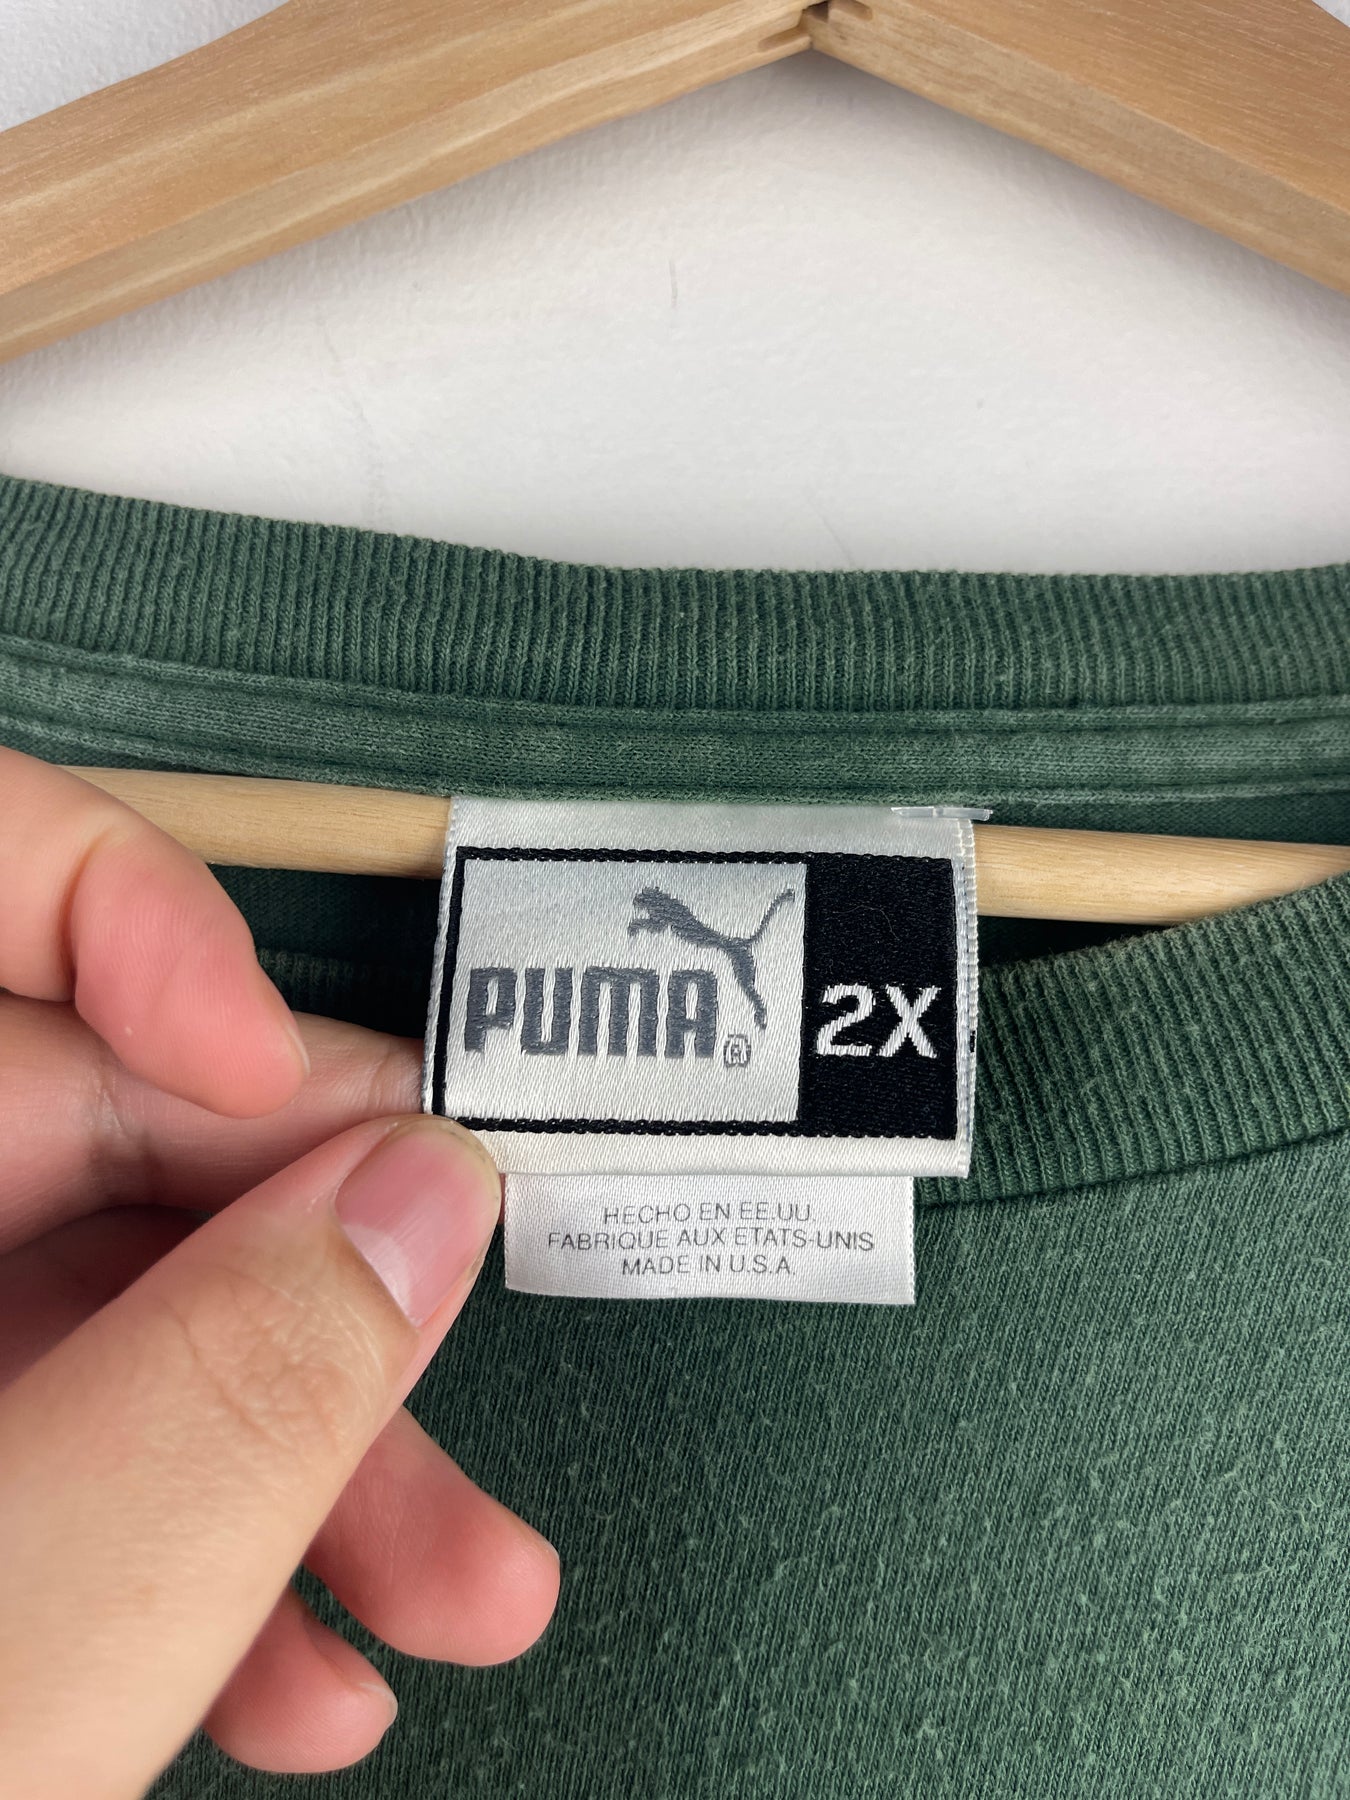 PUMA® 2X
HECHO EN EE.UU.
FABRIQUE AUX ETATS-UNIS
MADE IN U.S.A.